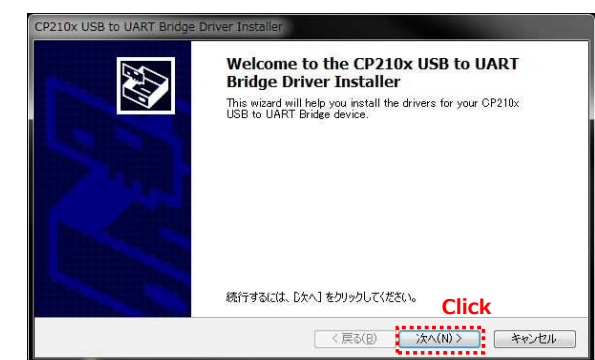 CP210x USB to UART Bridge Driver Installer
Welcome to the CP210x USB to UART
Bridge Driver Installer
This wizard will help you install the drivers for your CP210x
USB to UART Bridge device.
続行するには、[次へ] をクリックしてください。
Click
< 戻る(B)
次へ(N) >
キャンセル